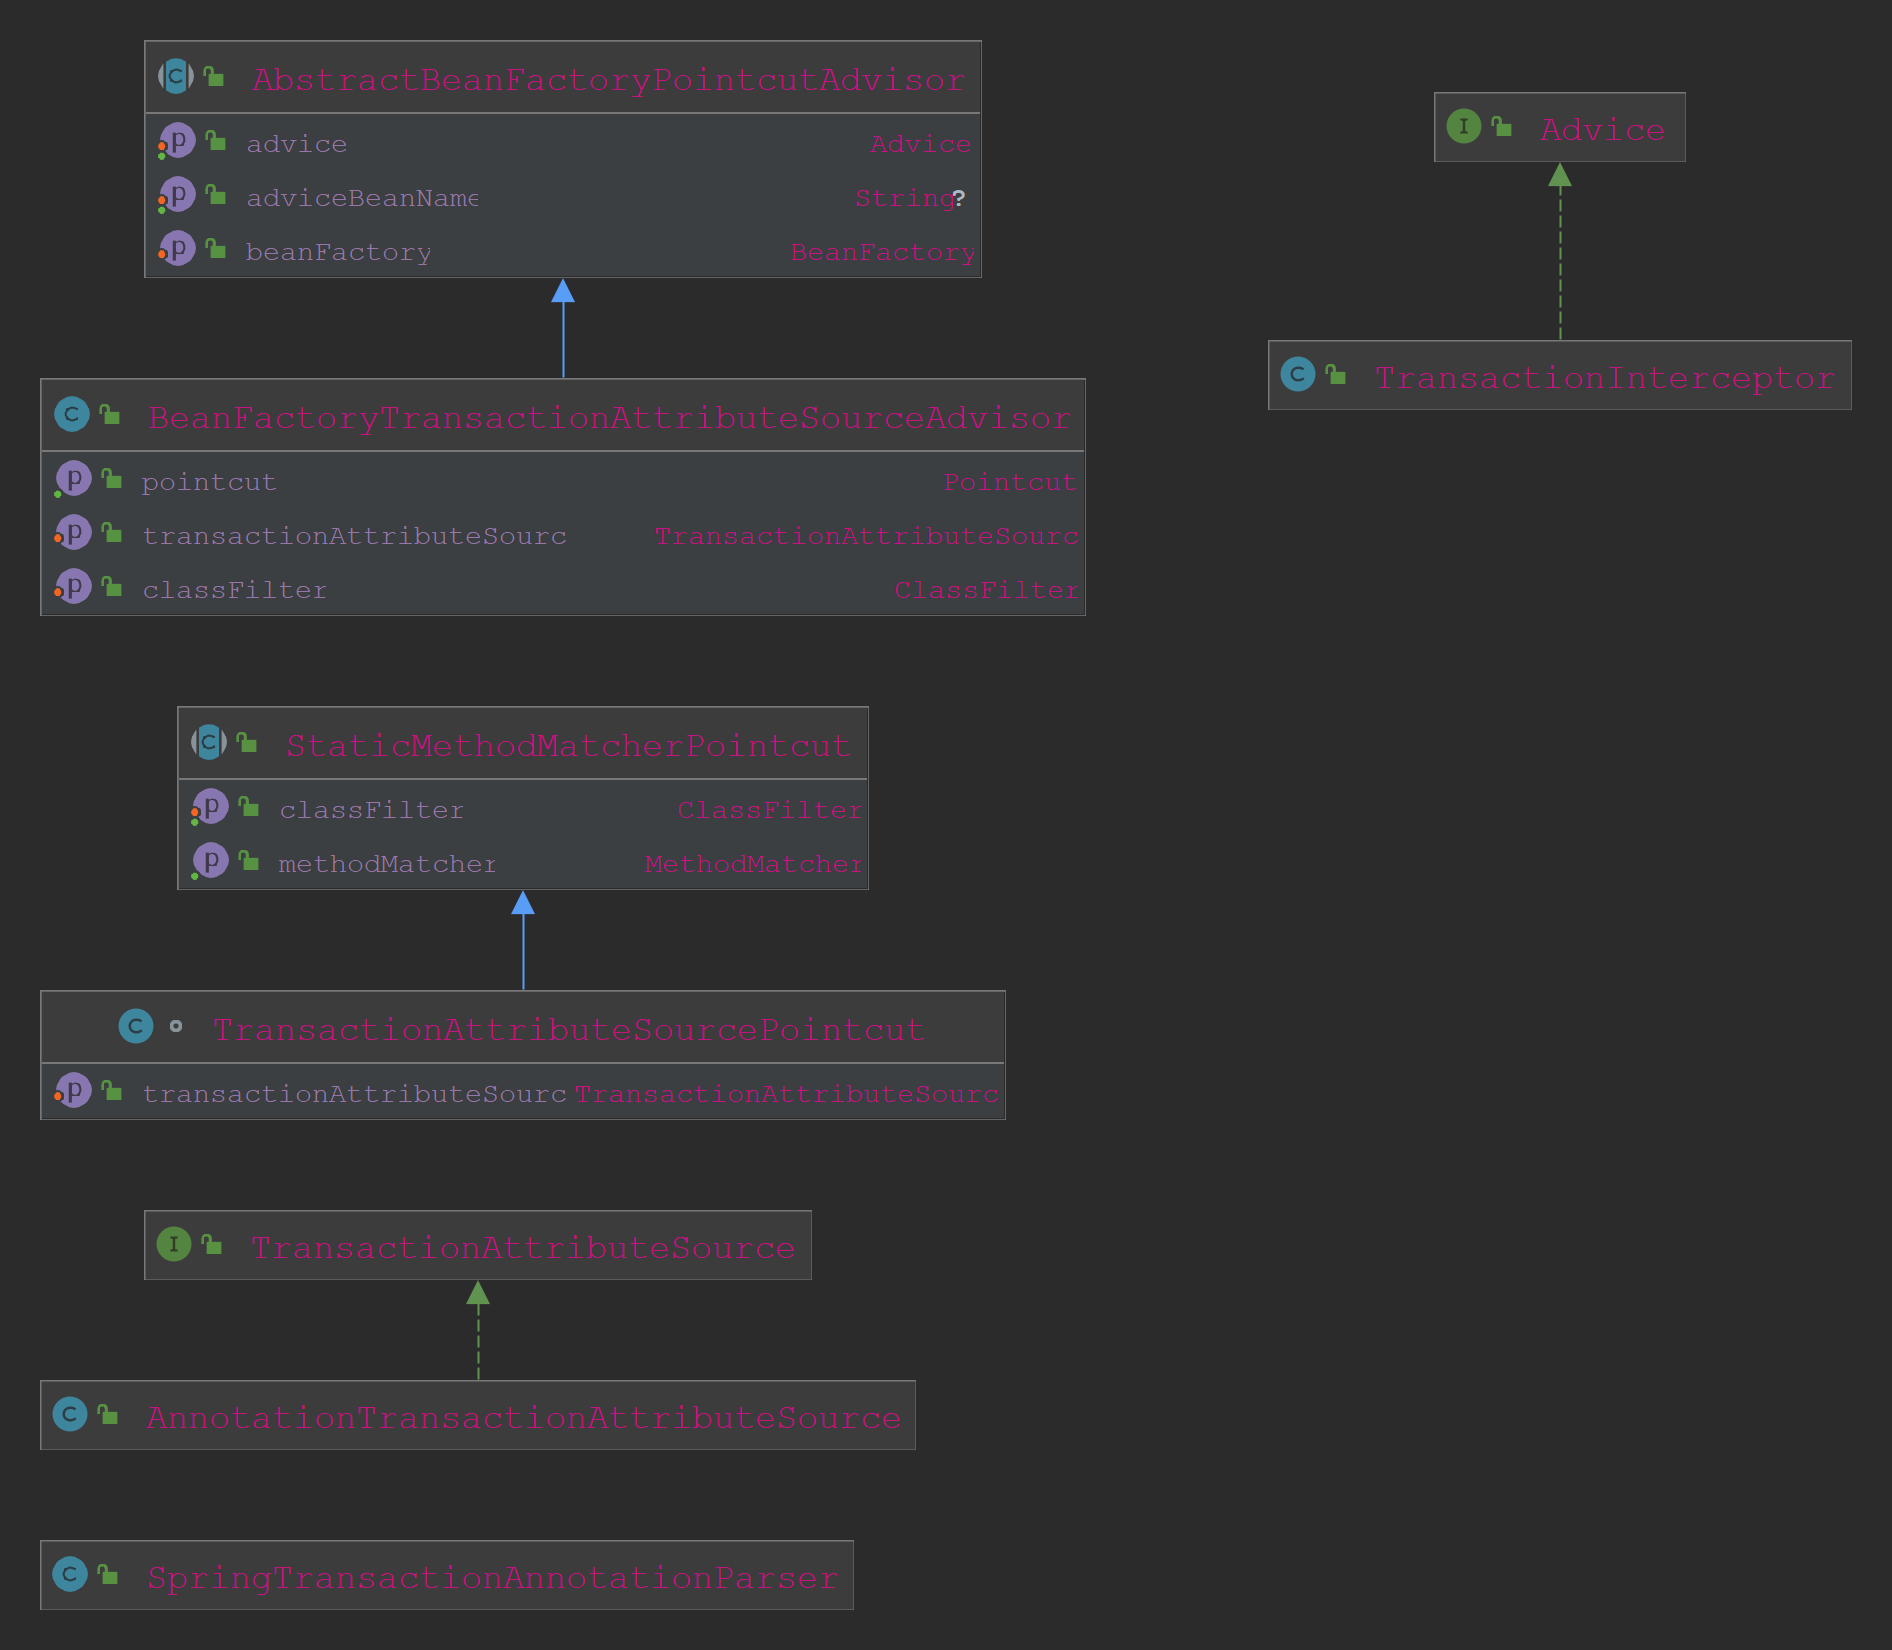 AbstractBeanFactoryPointcutAdvisor
advice Advice
adviceBeanName String?
beanFactory BeanFactory
Advice
TransactionInterceptor
BeanFactoryTransactionAttributeSourceAdvisor
pointcut Pointcut
transactionAttributeSourc TransactionAttributeSourc
classFilter ClassFilter
StaticMethodMatcherPointcut
classFilter ClassFilter
methodMatcher MethodMatcher
TransactionAttributeSourcePointcut
transactionAttributeSourc TransactionAttributeSourc
TransactionAttributeSource
AnnotationTransactionAttributeSource
SpringTransactionAnnotationParser